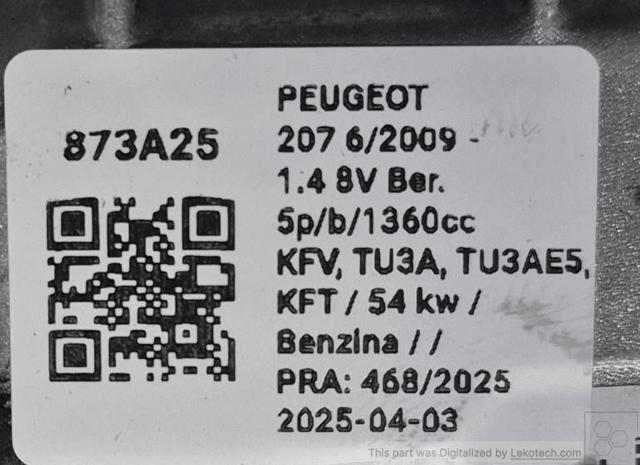 873A25
PEUGEOT
207 6/2009 -
1.4 8V Ber.
5p/b/1360cc
KFV, TU3A, TU3AE5,
KFT / 54 kw /
Benzina / /
PRA: 468/2025
2025-04-03
This part was Digitalized by Lekotech.com